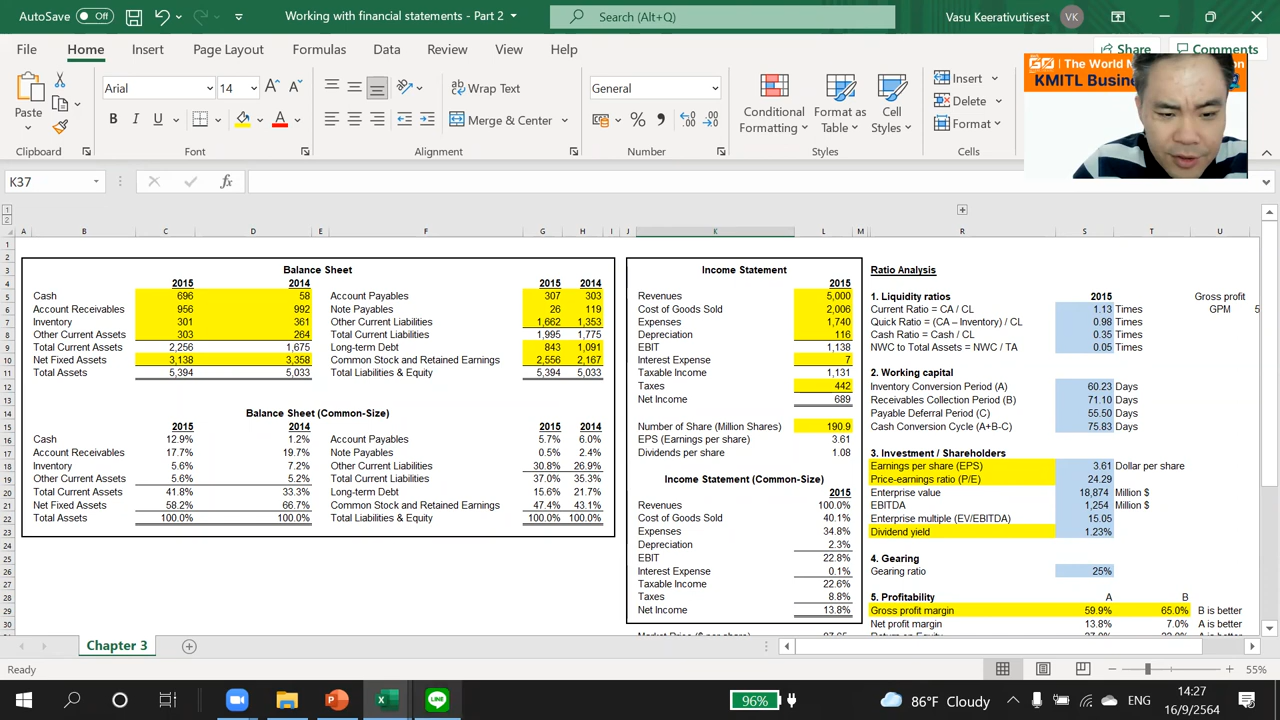 AutoSave Off Working with financial statements - Part 2 Search (Alt+Q) Vasu Keerativutisest VK
File Home Insert Page Layout Formulas Data Review View Help Share Comments
The World M
KMITL Busine
Paste Arial 14 Wrap Text General Conditional Formatting Format as Table Cell Styles Insert
B I U A Merge & Center % Delete
Format
Clipboard Font Alignment Number Styles Cells
K37 fx
A B C D E F G H I J K L M R S T U
Balance Sheet Income Statement Ratio Analysis
2015 2014 2015 2014 2015
Cash 696 58 Account Payables 307 303 Revenues 5,000 1. Liquidity ratios 2015 Gross profit
Account Receivables 956 992 Note Payables 26 119 Cost of Goods Sold 2,006 Current Ratio = CA / CL 1.13 Times GPM 5
Inventory 301 361 Other Current Liabilities 1,662 1,353 Expenses 1,740 Quick Ratio = (CA – Inventory) / CL 0.98 Times
Other Current Assets 303 264 Total Current Liabilities 1,995 1,775 Depreciation 116 Cash Ratio = Cash / CL 0.35 Times
Total Current Assets 2,256 1,675 Long-term Debt 843 1,091 EBIT 1,138 NWC to Total Assets = NWC / TA 0.05 Times
Net Fixed Assets 3,138 3,358 Common Stock and Retained Earnings 2,556 2,167 Interest Expense 7
Total Assets 5,394 5,033 Total Liabilities & Equity 5,394 5,033 Taxable Income 1,131 2. Working capital
Taxes 442 Inventory Conversion Period (A) 60.23 Days
Net Income 689 Receivables Collection Period (B) 71.10 Days
Balance Sheet (Common-Size) Payable Deferral Period (C) 55.50 Days
2015 2014 2015 2014 Number of Share (Million Shares) 190.9 Cash Conversion Cycle (A+B-C) 75.83 Days
Cash 12.9% 1.2% Account Payables 5.7% 6.0% EPS (Earnings per share) 3.61
Account Receivables 17.7% 19.7% Note Payables 0.5% 2.4% Dividends per share 1.08 3. Investment / Shareholders
Inventory 5.6% 7.2% Other Current Liabilities 30.8% 26.9% Earnings per share (EPS) 3.61 Dollar per share
Other Current Assets 5.6% 5.2% Total Current Liabilities 37.0% 35.3% Income Statement (Common-Size) Price-earnings ratio (P/E) 24.29
Total Current Assets 41.8% 33.3% Long-term Debt 15.6% 21.7% 2015 Enterprise value 18,874 Million $
Net Fixed Assets 58.2% 66.7% Common Stock and Retained Earnings 47.4% 43.1% Revenues 100.0% EBITDA 1,254 Million $
Total Assets 100.0% 100.0% Total Liabilities & Equity 100.0% 100.0% Cost of Goods Sold 40.1% Enterprise multiple (EV/EBITDA) 15.05
Expenses 34.8% Dividend yield 1.23%
Depreciation 2.3%
EBIT 22.8% 4. Gearing
Interest Expense 0.1% Gearing ratio 25%
Taxable Income 22.6%
Taxes 8.8% 5. Profitability A B
Net Income 13.8% Gross profit margin 59.9% 65.0% B is better
Net profit margin 13.8% 7.0% A is better
Chapter 3
Ready 55%
96% 86°F Cloudy ENG 14:27
16/9/2564